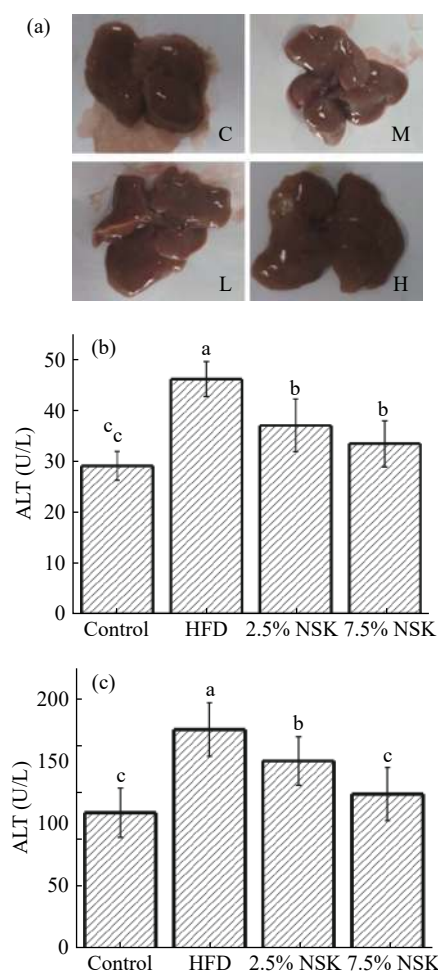 (a)
C
M
L
H
(b)
50
40
30
20
10
0
ALT (U/L)
c
c
a
b
b
Control HFD 2.5% NSK 7.5% NSK
(c)
200
150
100
50
0
ALT (U/L)
c
a
b
c
Control HFD 2.5% NSK 7.5% NSK